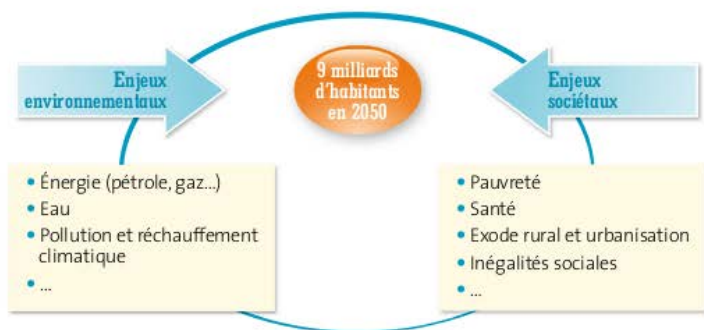 Enjeux
environnementaux
9 milliards
d'habitants
en 2050
Enjeux
sociétaux
• Énergie (pétrole, gaz...)
• Eau
• Pollution et réchauffement
climatique
• ...
• Pauvreté
• Santé
• Exode rural et urbanisation
• Inégalités sociales
• ...